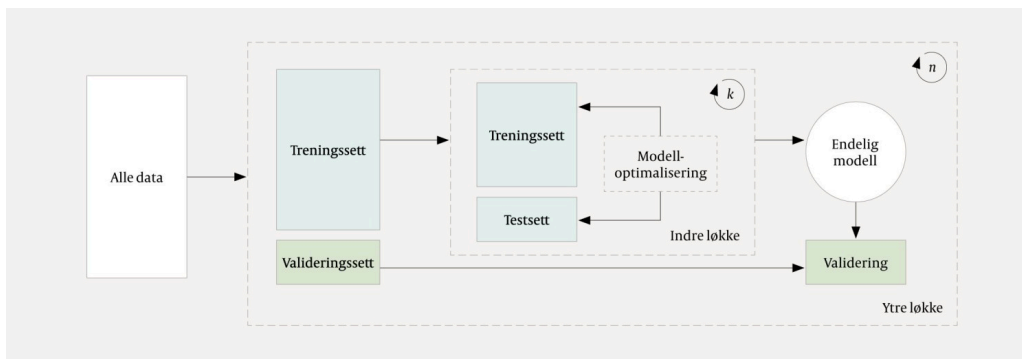 Alle data
Treningssett
Valideringssett
Treningssett
Testsett
Modell-
optimalisering
k
Indre løkke
n
Endelig
modell
Validering
Ytre løkke